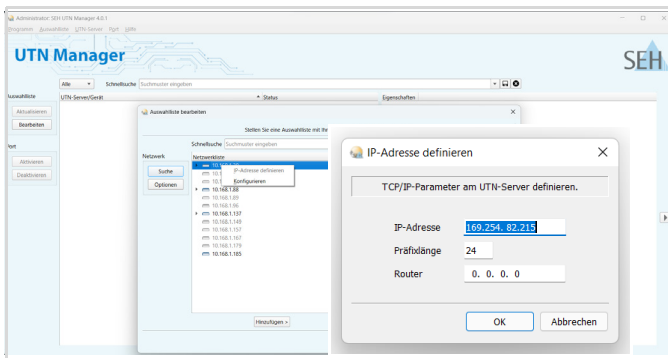 Administrator: SEH UTN Manager 4.0.1
Programm Auswahlliste UTN-Server Port Hilfe
UTN Manager
SEH
Alle Schnellsuche Suchmuster eingeben
Auswahlliste
UTN-Server/Gerät Status Eigenschaften
Aktualisieren
Bearbeiten
Port
Aktivieren
Deaktivieren
Auswahlliste bearbeiten
Stellen Sie eine Auswahlliste mit
Schnellsuche Suchmuster eingeben
Netzwerk
Netzwerkliste
Suche
Optionen
IP-Adresse definieren
Konfigurieren
10.168.1.88
10.168.1.89
10.168.1.96
10.168.1.137
10.168.1.149
10.168.1.157
10.168.1.167
10.168.1.179
10.168.1.185
Hinzufügen >
IP-Adresse definieren
TCP/IP-Parameter am UTN-Server definieren.
IP-Adresse 169.254. 82.215
Präfixlänge 24
Router 0. 0. 0. 0
OK Abbrechen